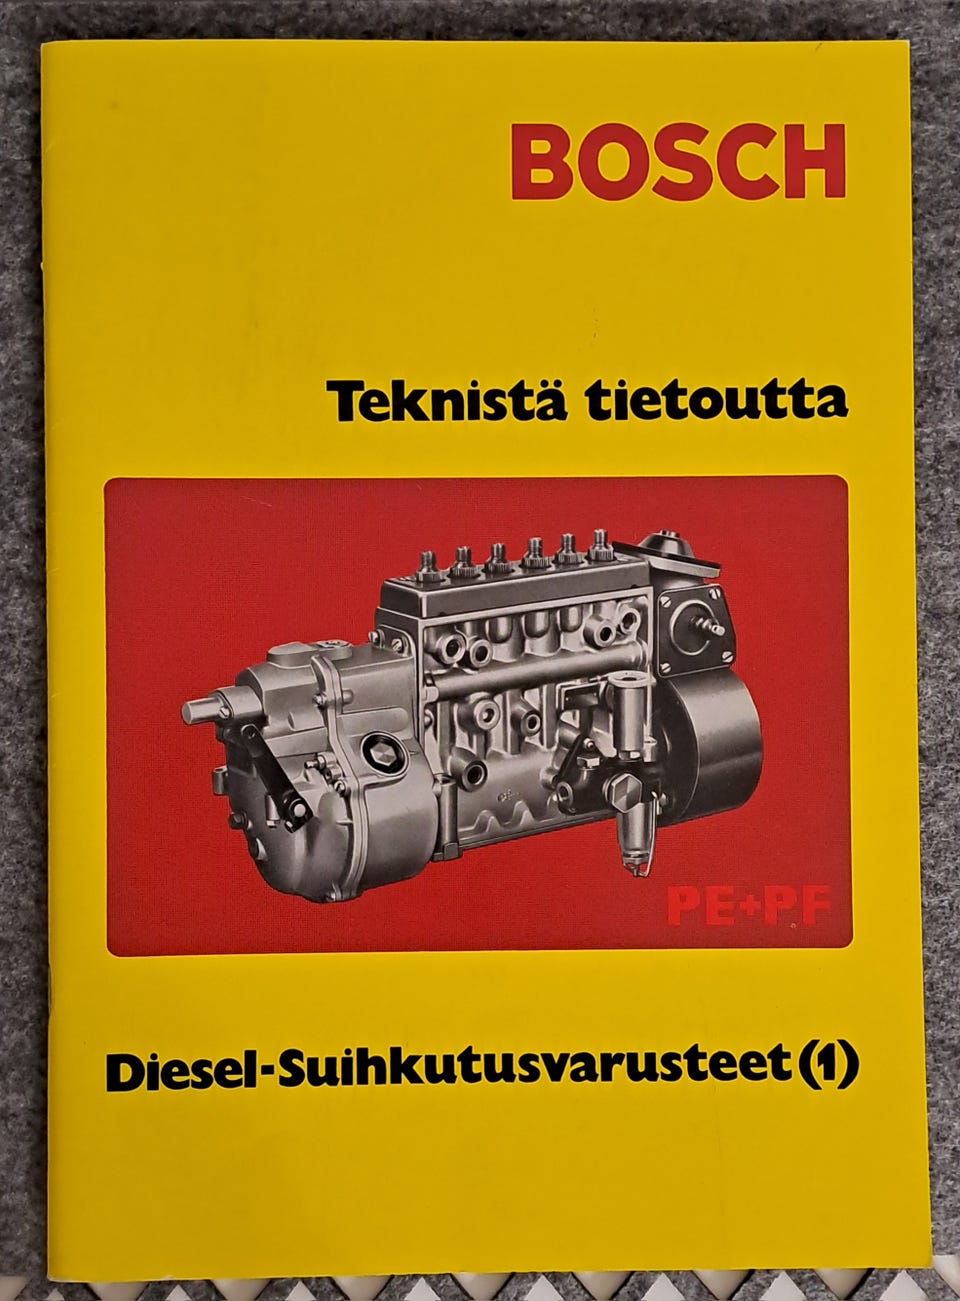 BOSCH
Teknistä tietoutta
PE+PF
Diesel-Suihkutusvarusteet (1)